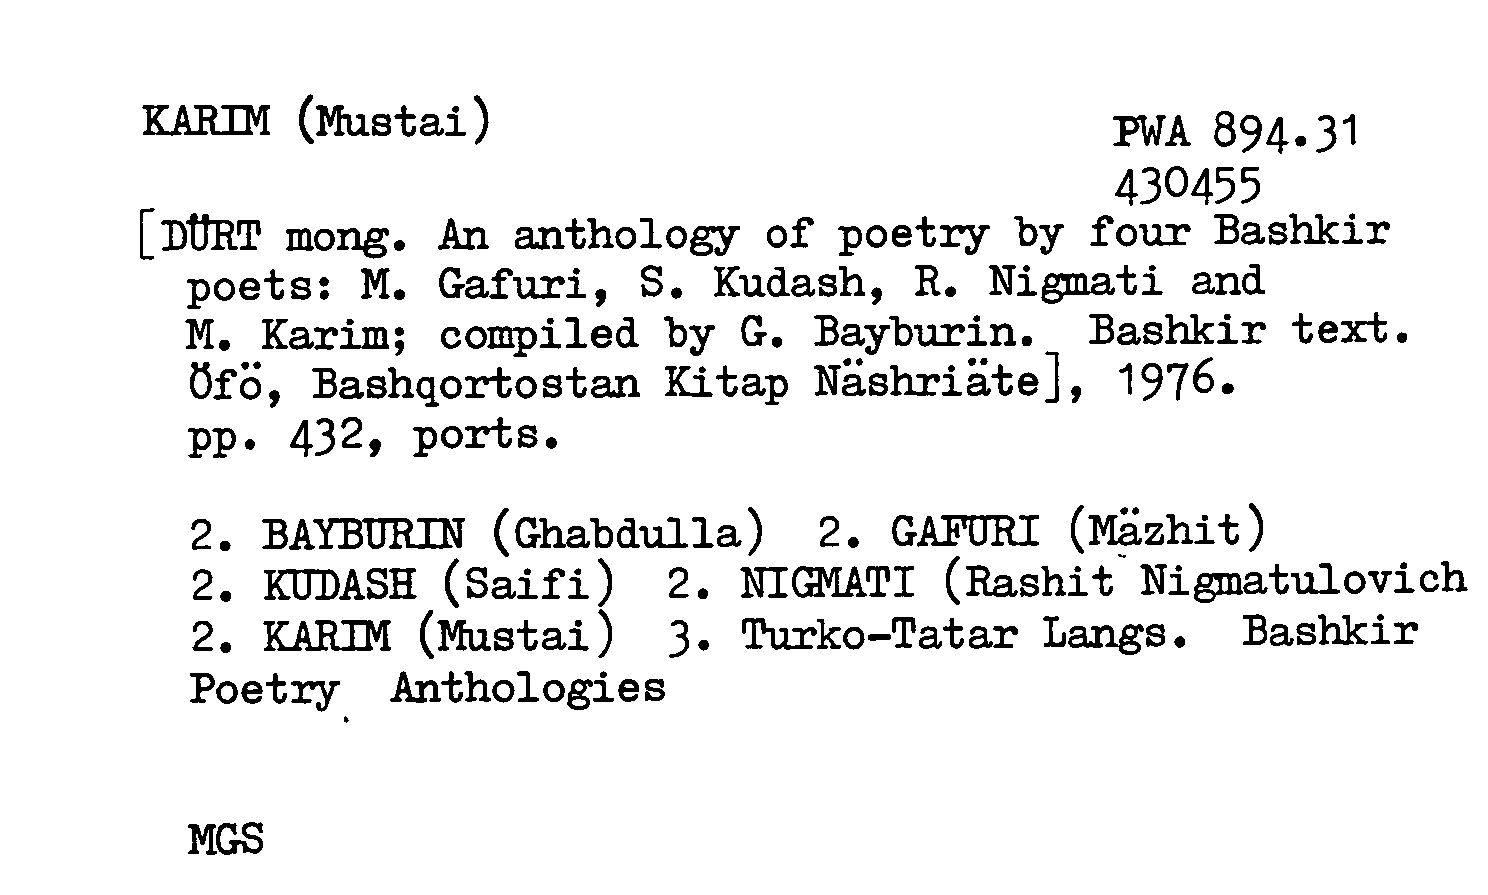 KARIM (Mustai)
PWA 894.31
430455
[DÜRT mong. An anthology of poetry by four Bashkir
poets: M. Gafuri, S. Kudash, R. Nigmati and
M. Karim; compiled by G. Bayburin. Bashkir text.
Öfö, Bashqortostan Kitap Näshriäte], 1976.
pp. 432, ports.
2. BAYBURIN (Ghabdulla) 2. GAFURI (Mäzhit)
2. KUDASH (Saifi) 2. NIGMATI (Rashit Nigmatulovich
2. KARIM (Mustai) 3. Turko-Tatar Langs. Bashkir
Poetry Anthologies
MGS